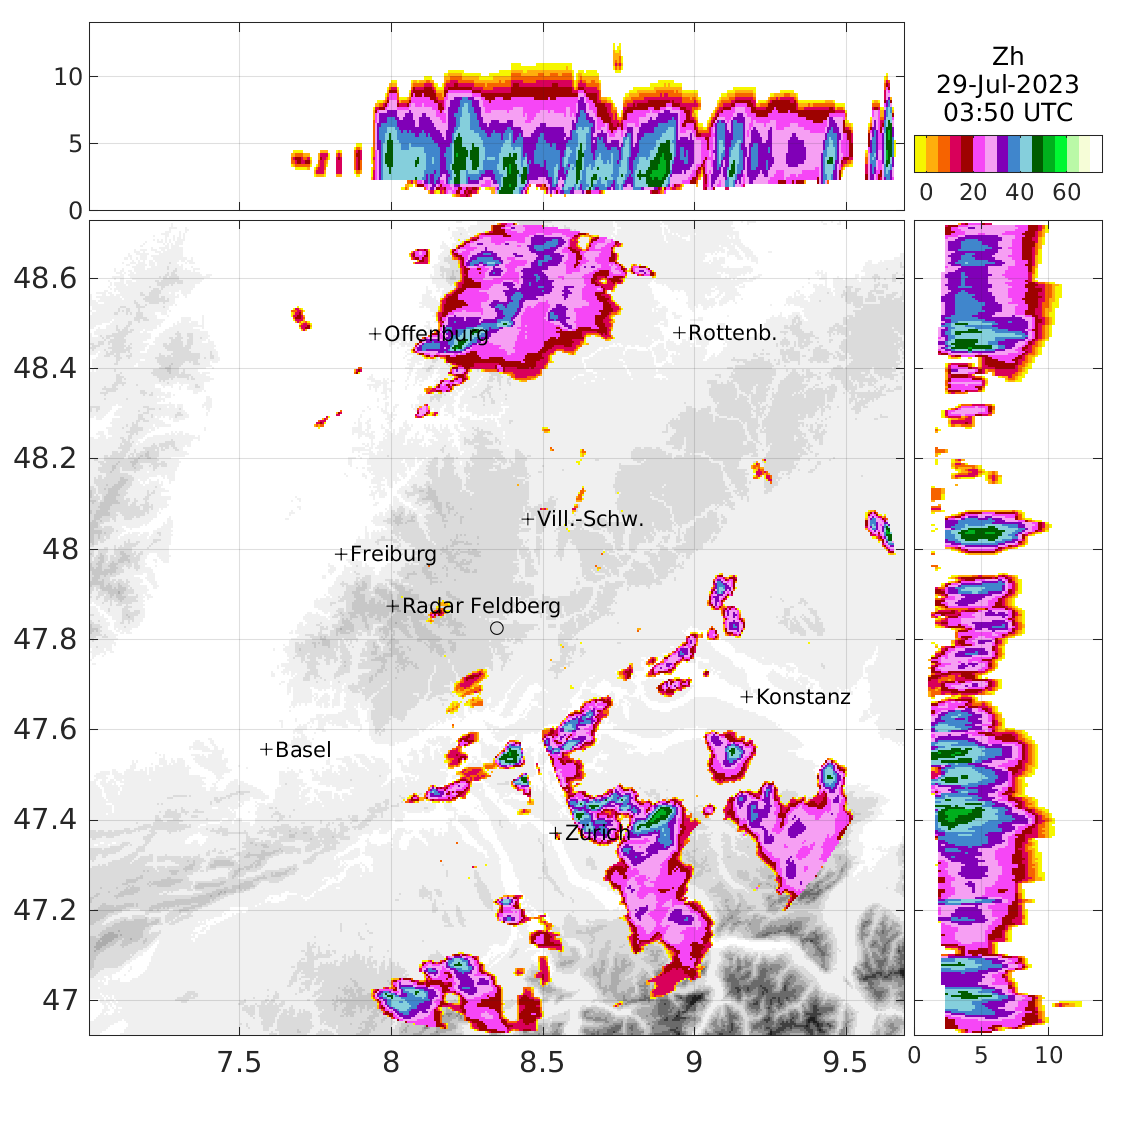 10
5
0
Zh
29-Jul-2023
03:50 UTC
0 20 40 60
48.6
48.4
48.2
48
47.8
47.6
47.4
47.2
47
Offenburg
Rottenb.
Vill.-Schw.
Freiburg
Radar Feldberg
Konstanz
Basel
Zürich
7.5 8 8.5 9 9.5
0 5 10